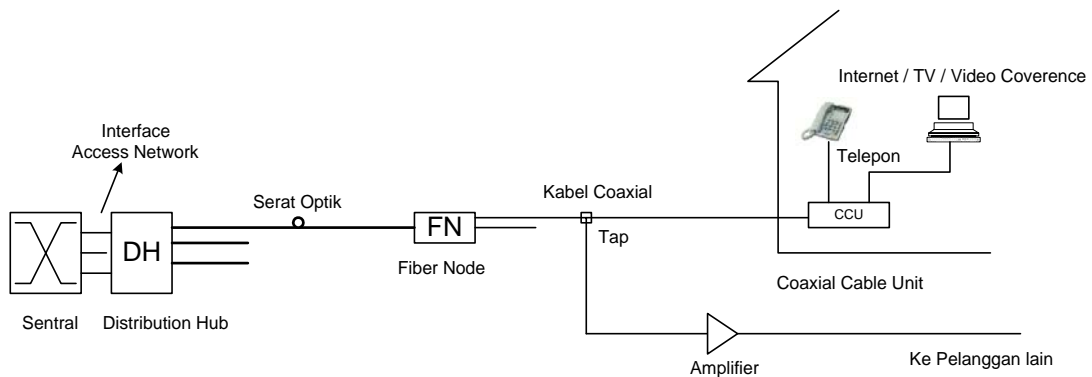 Internet / TV / Video Coverence
Interface
Access Network
Telepon
Kabel Coaxial
Serat Optik
CCU
FN
DH
Tap
Fiber Node
Coaxial Cable Unit
Sentral
Distribution Hub
Amplifier
Ke Pelanggan lain